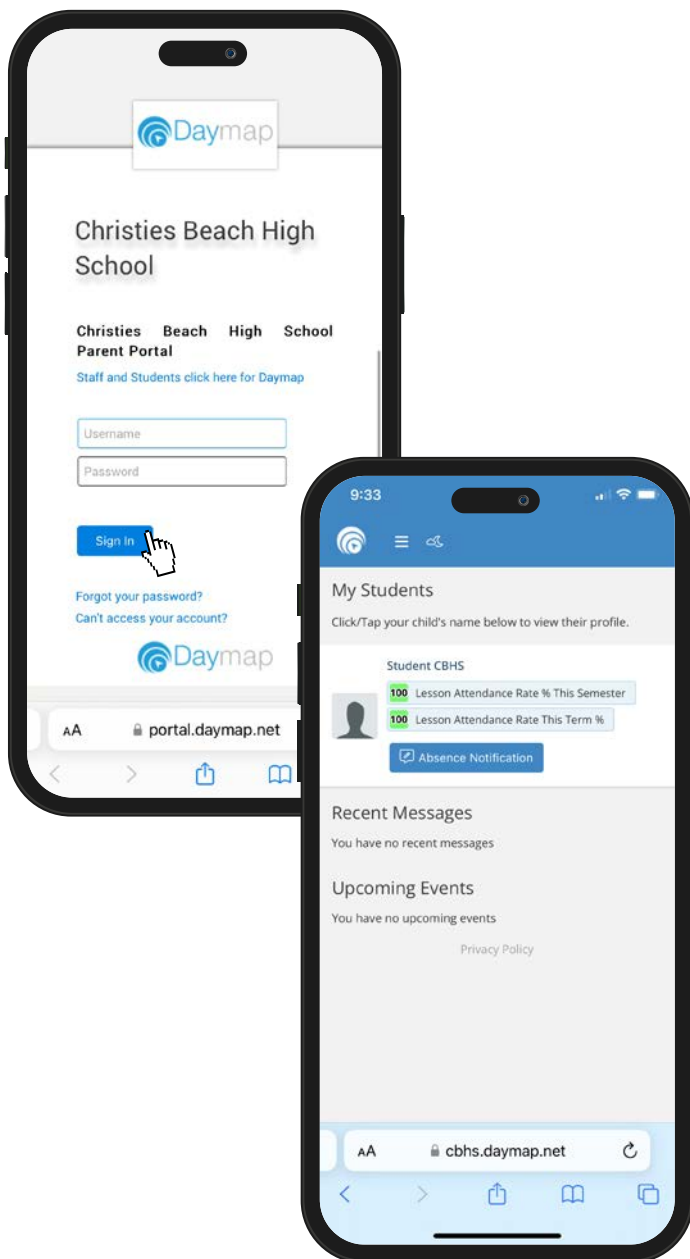 Daymap
Christies Beach High
School
Christies Beach High School
Parent Portal
Staff and Students click here for Daymap
Username
Password
Sign In
Forgot your password?
Can't access your account?
Daymap
AA portal.daymap.net
9:33
My Students
Click/Tap your child's name below to view their profile.
Student CBHS
100 Lesson Attendance Rate % This Semester
100 Lesson Attendance Rate This Term %
Absence Notification
Recent Messages
You have no recent messages
Upcoming Events
You have no upcoming events
Privacy Policy
AA cbhs.daymap.net